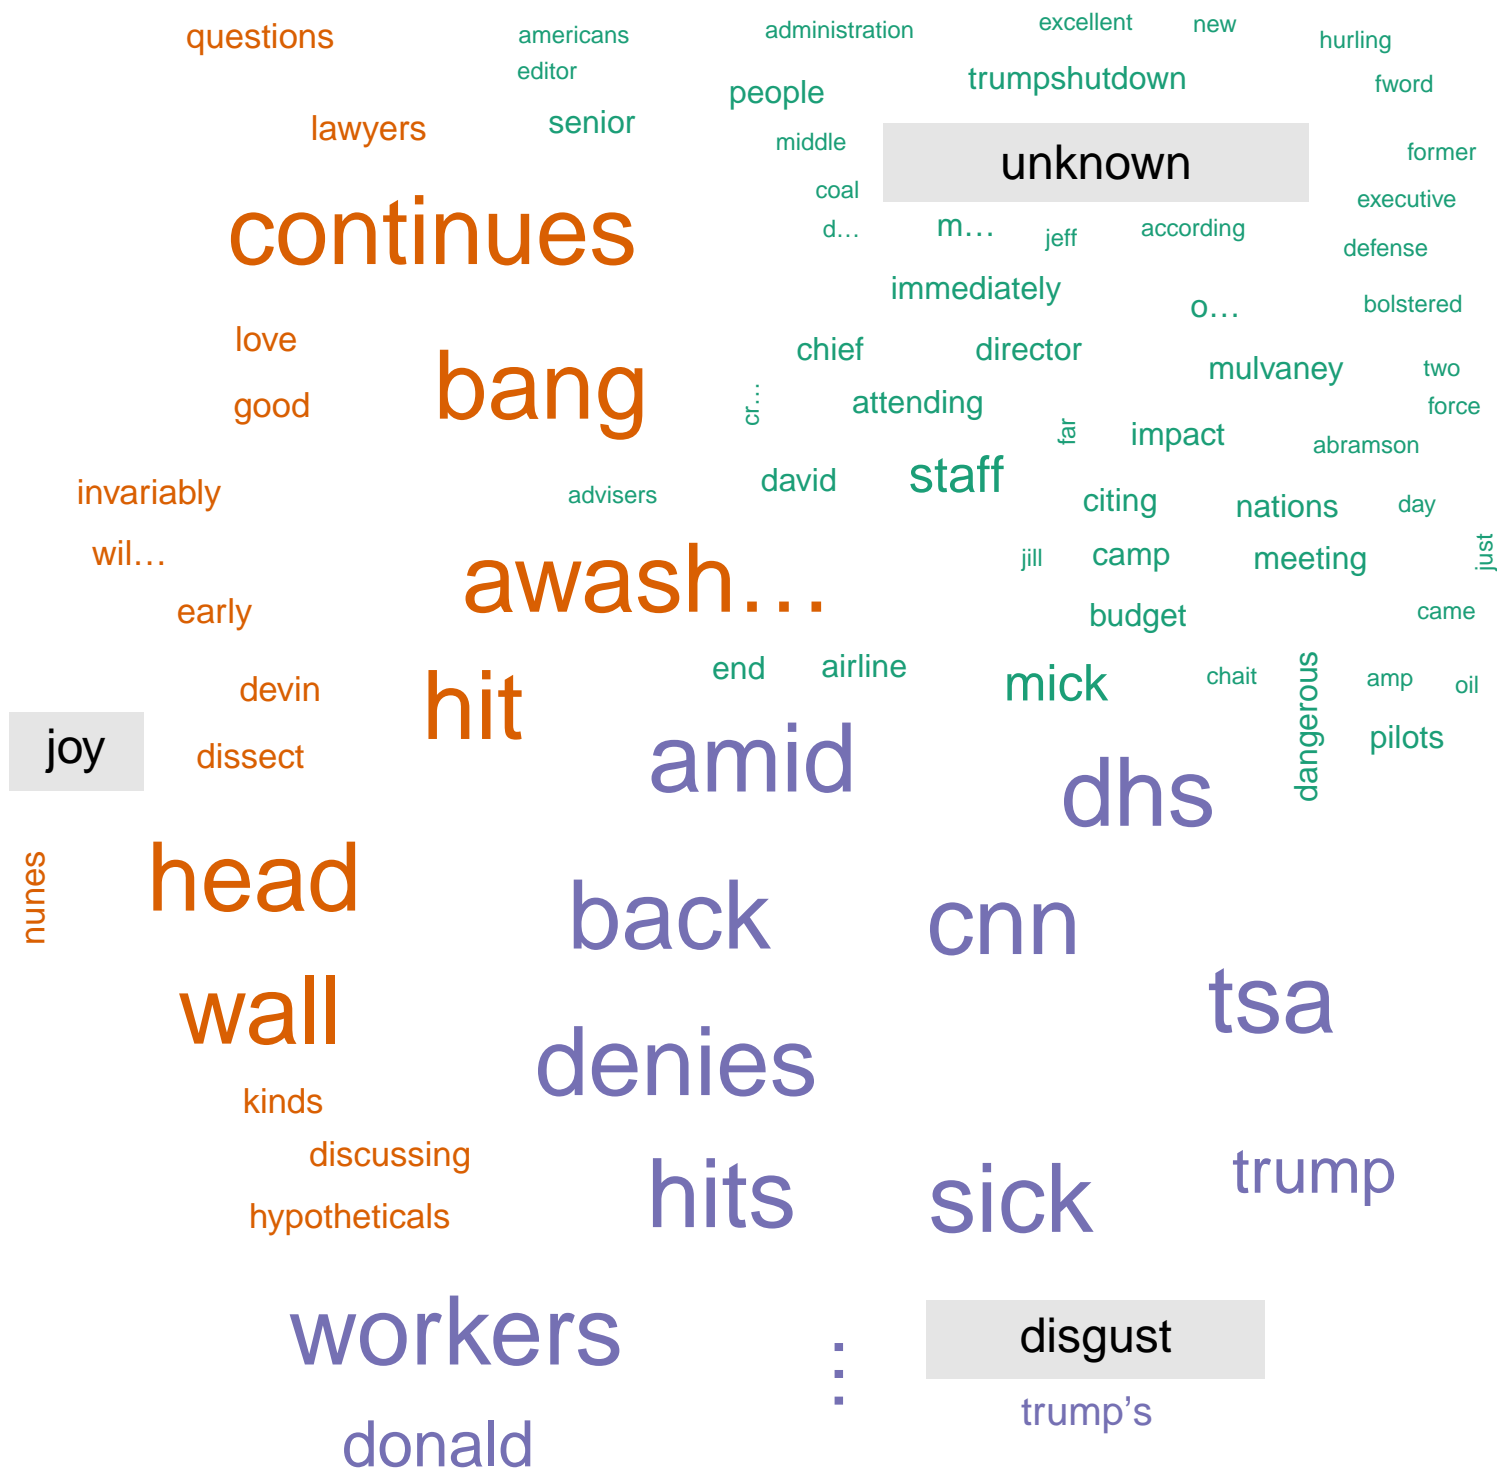 questions
americans
administration
excellent
new
hurling
editor
people
trumpshutdown
fword
lawyers
senior
middle
unknown
former
continues
coal
executive
d…
m…
jeff
according
defense
immediately
o…
bolstered
love
bang
chief
director
mulvaney
two
good
cr…
attending
far
impact
force
abramson
invariably
advisers
david
staff
citing
nations
day
wil…
awash…
jill
camp
meeting
just
early
budget
came
devin
hit
end
airline
mick
chait
dangerous
amp
oil
joy
dissect
amid
dhs
pilots
nunes
head
back
cnn
wall
denies
tsa
kinds
discussing
hits
sick
trump
hypotheticals
workers
…
disgust
donald
trump’s